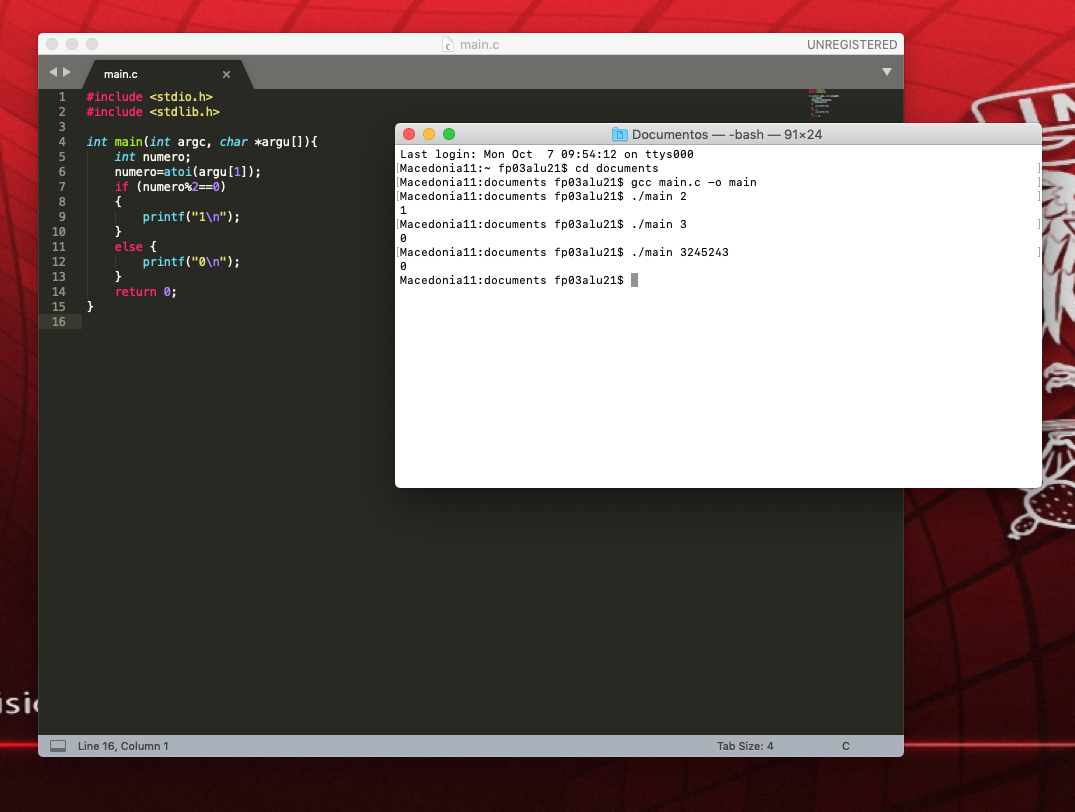 main.c
UNREGISTERED
main.c
1 #include <stdio.h>
2 #include <stdlib.h>
3
4 int main(int argc, char *argu[]){
5     int numero;
6     numero=atoi(argu[1]);
7     if (numero%2==0)
8     {
9         printf("1\n");
10     }
11     else {
12         printf("0\n");
13     }
14     return 0;
15 }
16
Line 16, Column 1
Tab Size: 4
C
Documentos — -bash — 91×24
Last login: Mon Oct  7 09:54:12 on ttys000
[Macedonia11:~ fp03alu21$ cd documents ]
[Macedonia11:documents fp03alu21$ gcc main.c -o main ]
[Macedonia11:documents fp03alu21$ ./main 2 ]
1
[Macedonia11:documents fp03alu21$ ./main 3 ]
0
[Macedonia11:documents fp03alu21$ ./main 3245243 ]
0
Macedonia11:documents fp03alu21$
IN